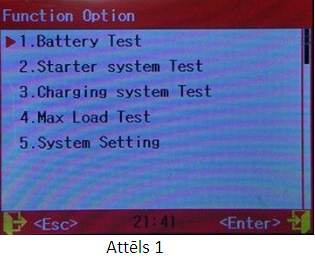 Function Option
1.Battery Test
2.Starter system Test
3.Charging system Test
4.Max Load Test
5.System Setting
<Esc> 21:41 <Enter>
Attēls 1